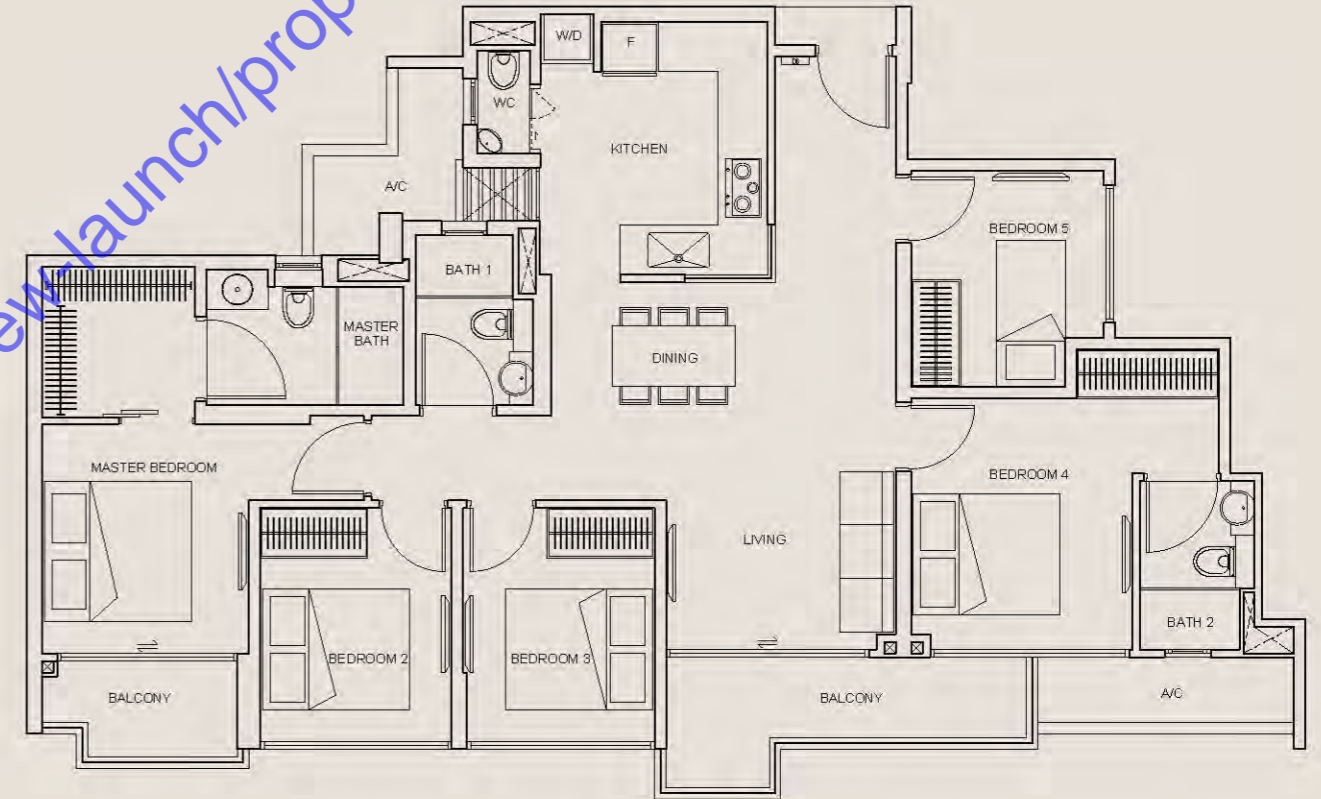 ew-launch/prop
W/D
F
DB
WC
KITCHEN
A/C
BEDROOM 5
BATH 1
MASTER
BATH
DINING
MASTER BEDROOM
BEDROOM 4
LIVING
BATH 2
BEDROOM 2
BEDROOM 3
BALCONY
BALCONY
A/C